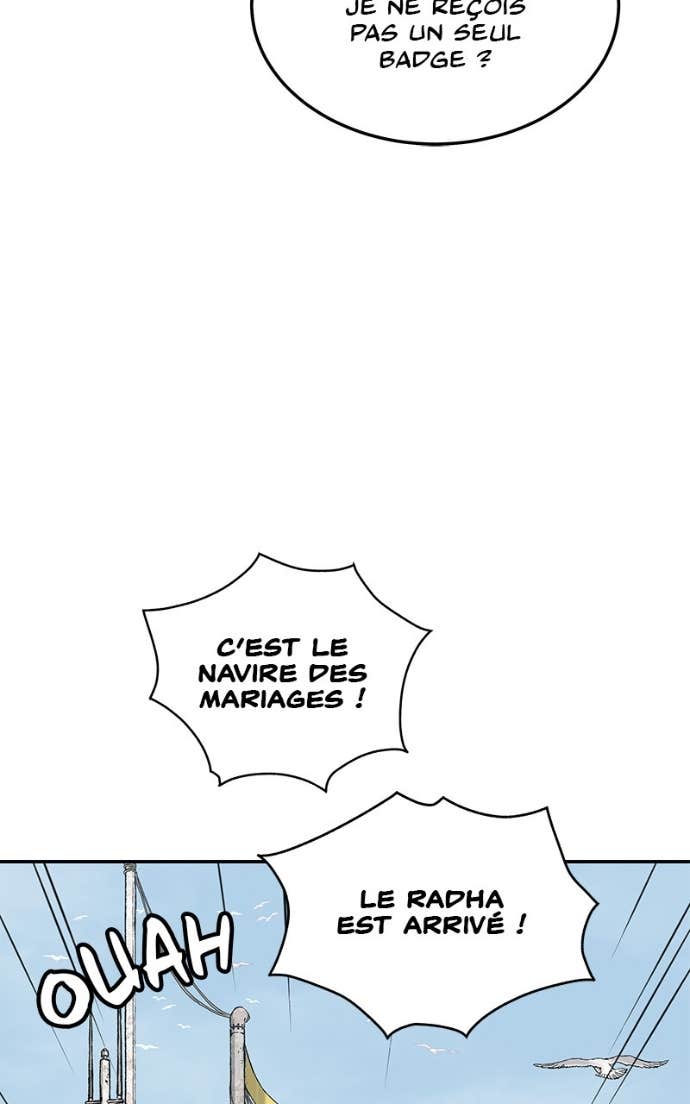 JE NE REÇOIS
PAS UN SEUL
BADGE ?
C'EST LE
NAVIRE DES
MARIAGES !
LE RADHA
EST ARRIVÉ !
OUAH